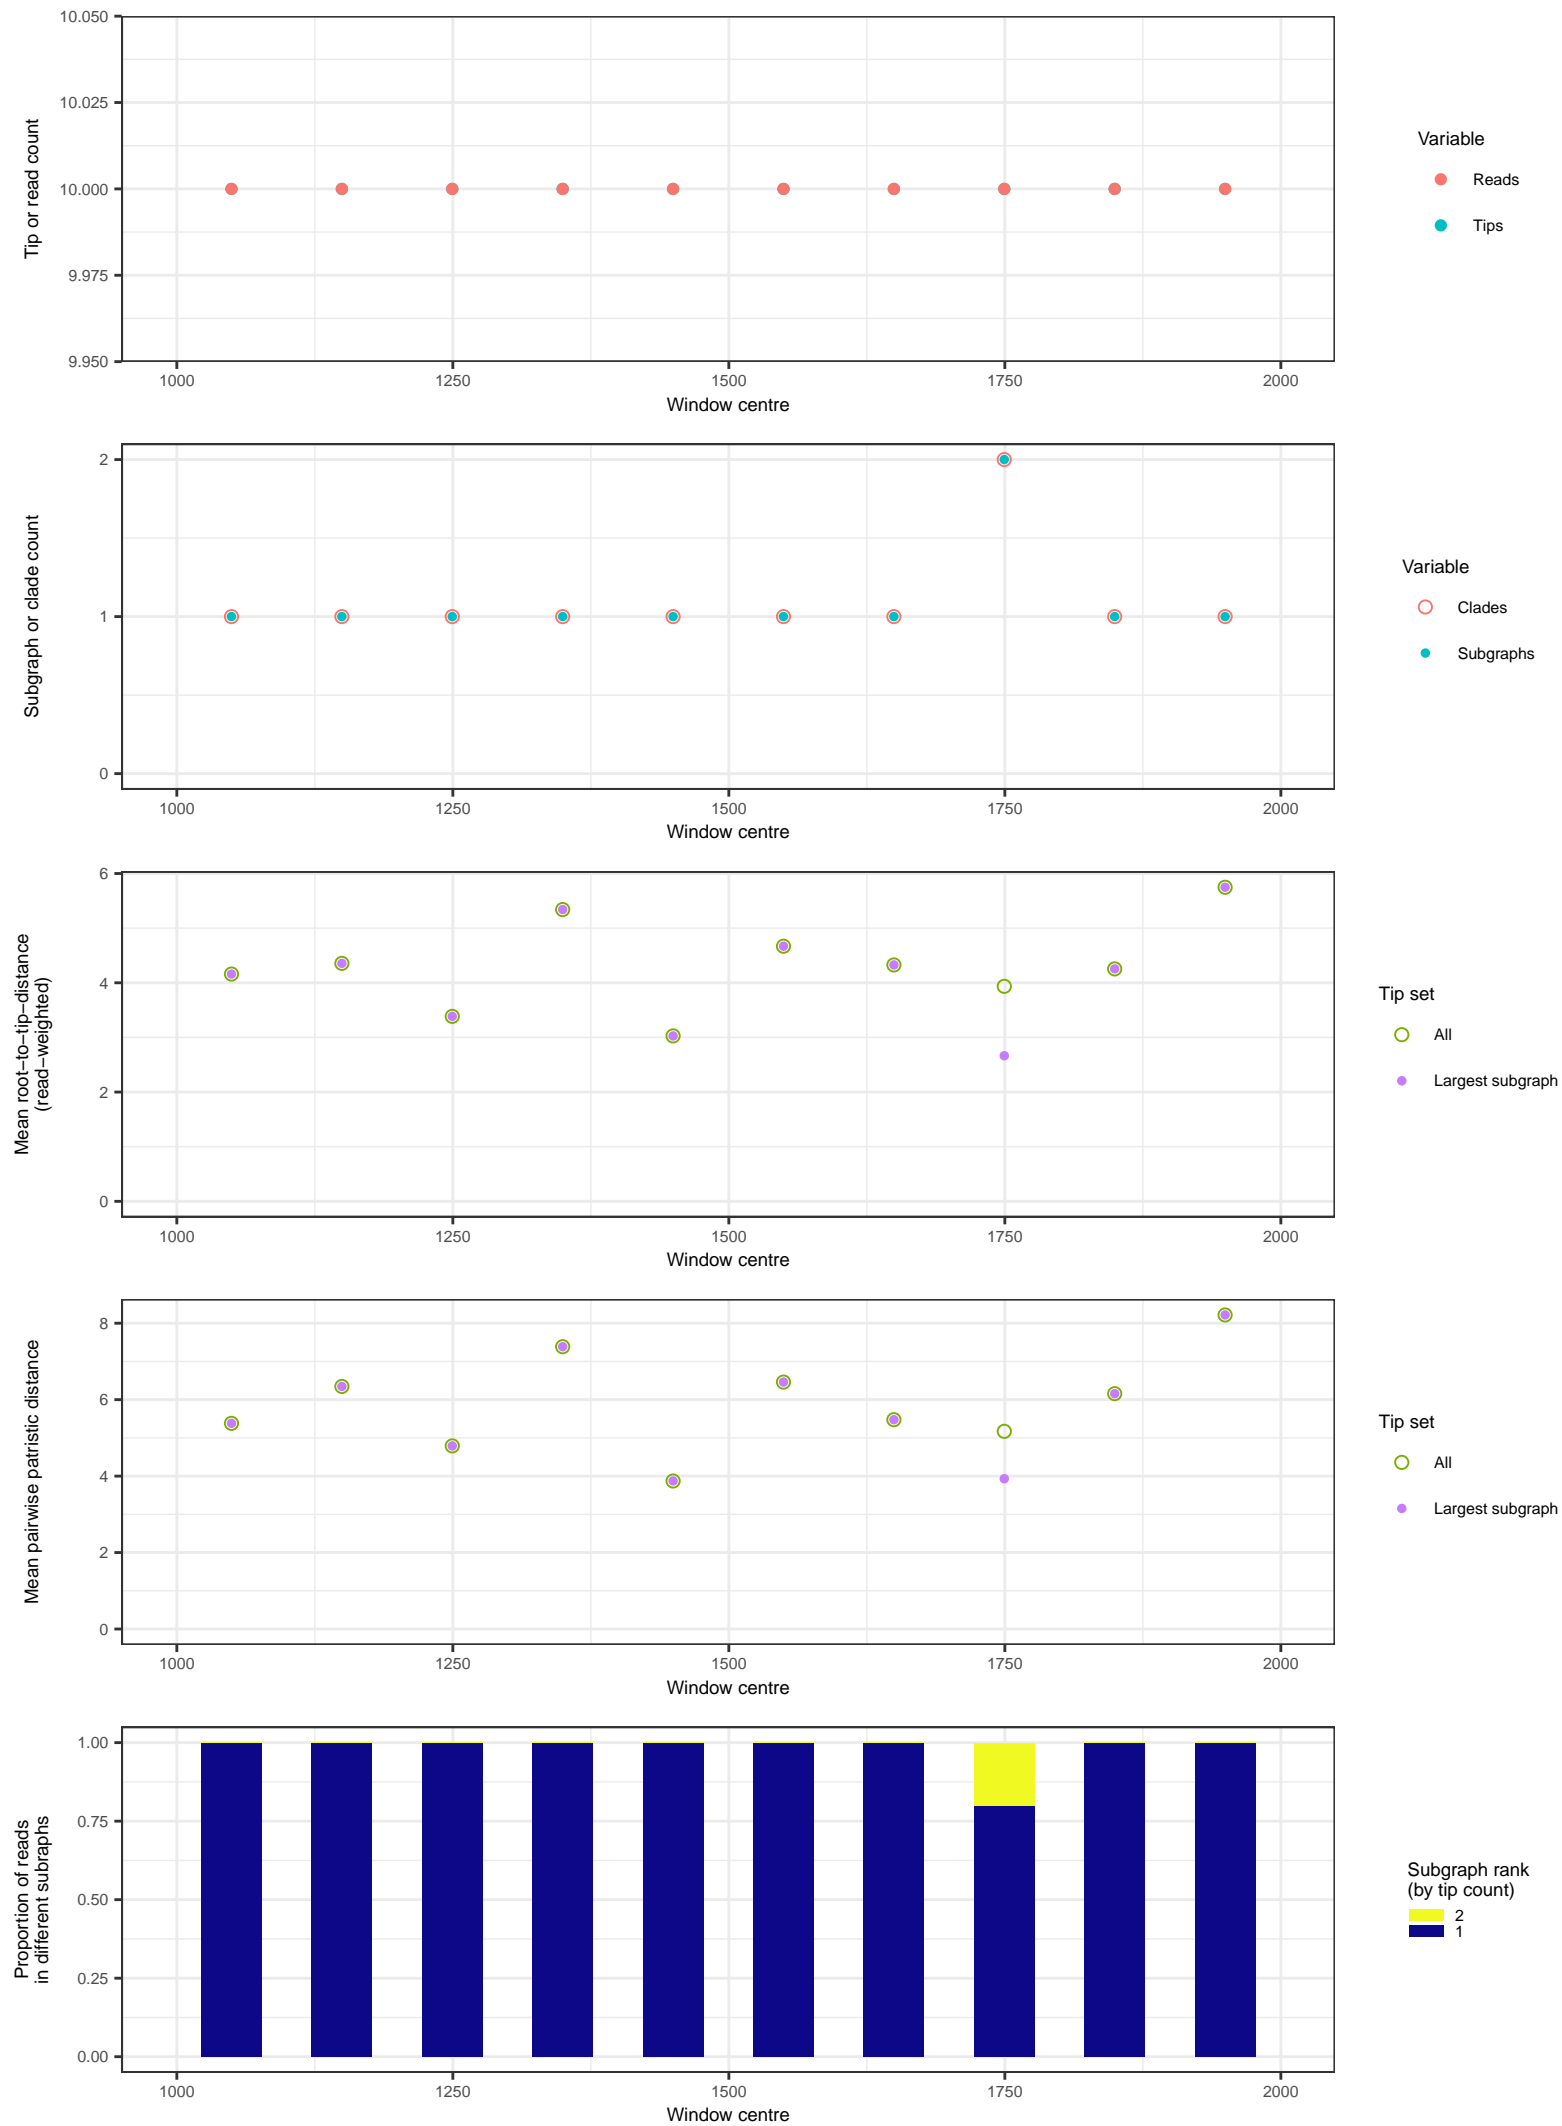 10.050
10.025
10.000
9.975
9.950
Tip or read count
1000 1250 1500 1750 2000
Window centre
Variable
Reads
Tips
2
1
0
Subgraph or clade count
1000 1250 1500 1750 2000
Window centre
Variable
Clades
Subgraphs
6
4
2
0
Mean root−to−tip−distance
(read−weighted)
1000 1250 1500 1750 2000
Window centre
Tip set
All
Largest subgraph
8
6
4
2
0
Mean pairwise patristic distance
1000 1250 1500 1750 2000
Window centre
Tip set
All
Largest subgraph
1.00
0.75
0.50
0.25
0.00
Proportion of reads
in different subraphs
1000 1250 1500 1750 2000
Window centre
Subgraph rank
(by tip count)
2
1